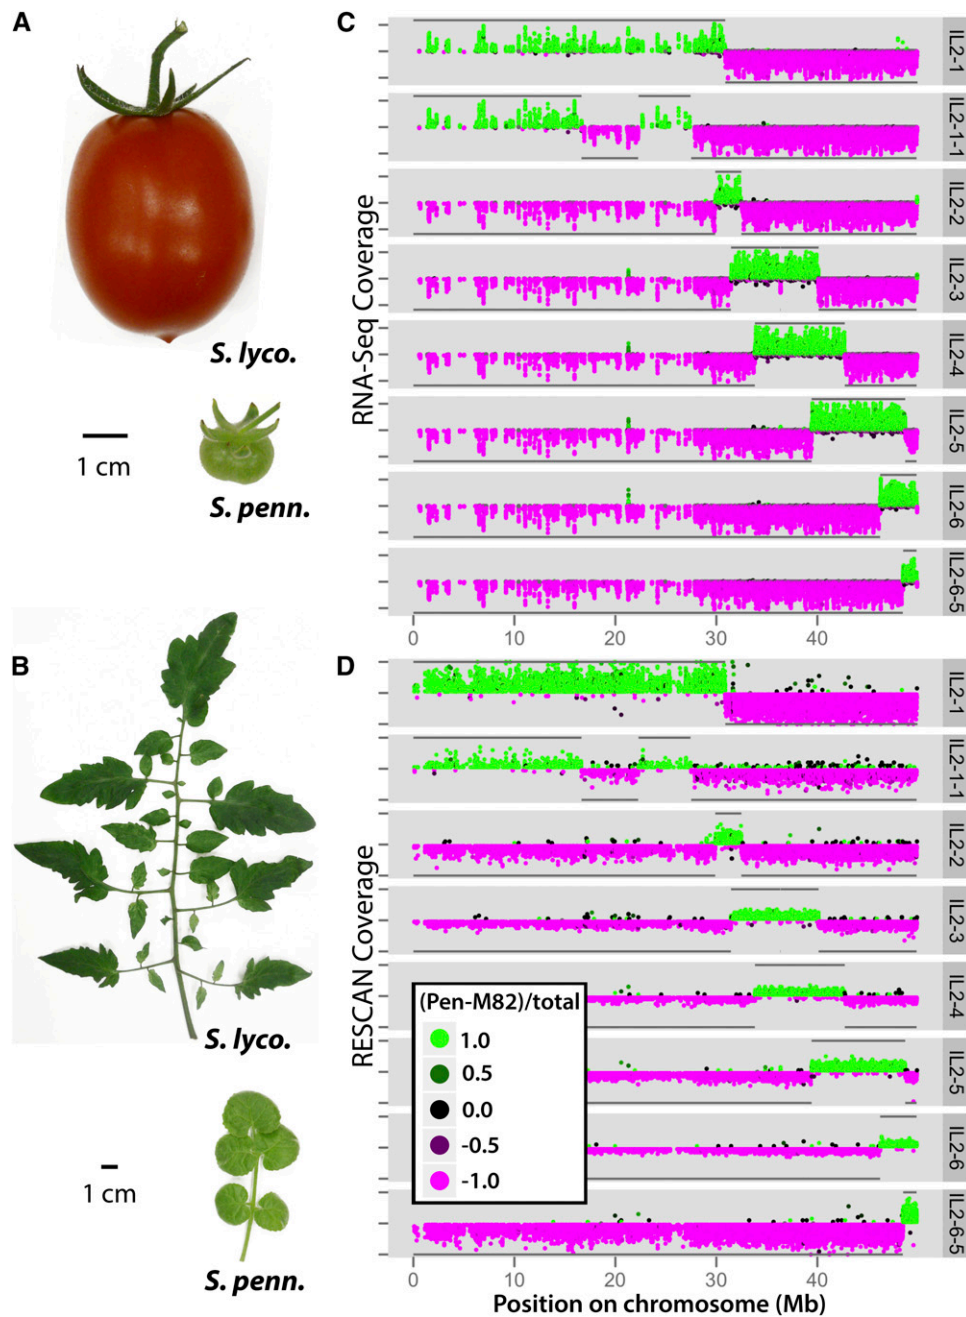 A
S. lyco.
1 cm
S. penn.
B
S. lyco.
1 cm
S. penn.
C
RNA-Seq Coverage
IL2-1
IL2-1-1
IL2-2
IL2-3
IL2-4
IL2-5
IL2-6
IL2-6-5
0 10 20 30 40
D
RESCAN Coverage
IL2-1
IL2-1-1
IL2-2
IL2-3
IL2-4
IL2-5
IL2-6
IL2-6-5
(Pen-M82)/total
1.0
0.5
0.0
-0.5
-1.0
0 10 20 30 40
Position on chromosome (Mb)